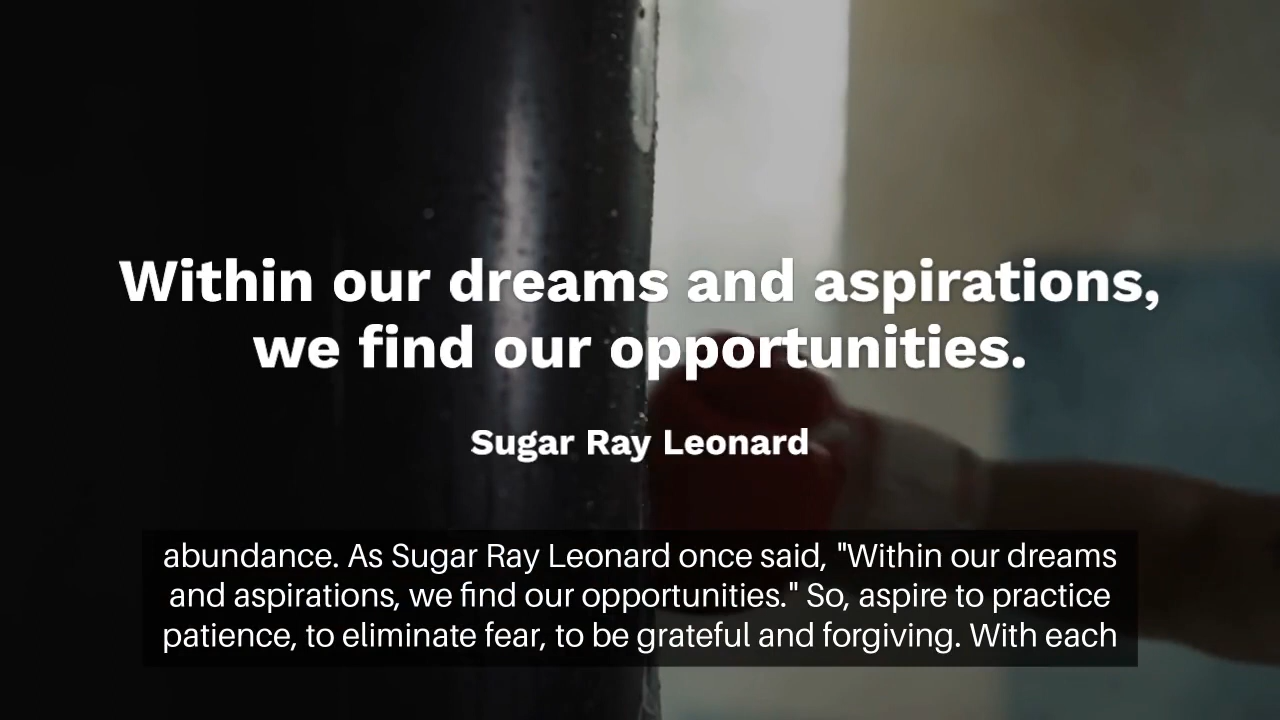 Within our dreams and aspirations,
we find our opportunities.
Sugar Ray Leonard
abundance. As Sugar Ray Leonard once said, "Within our dreams
and aspirations, we find our opportunities." So, aspire to practice
patience, to eliminate fear, to be grateful and forgiving. With each